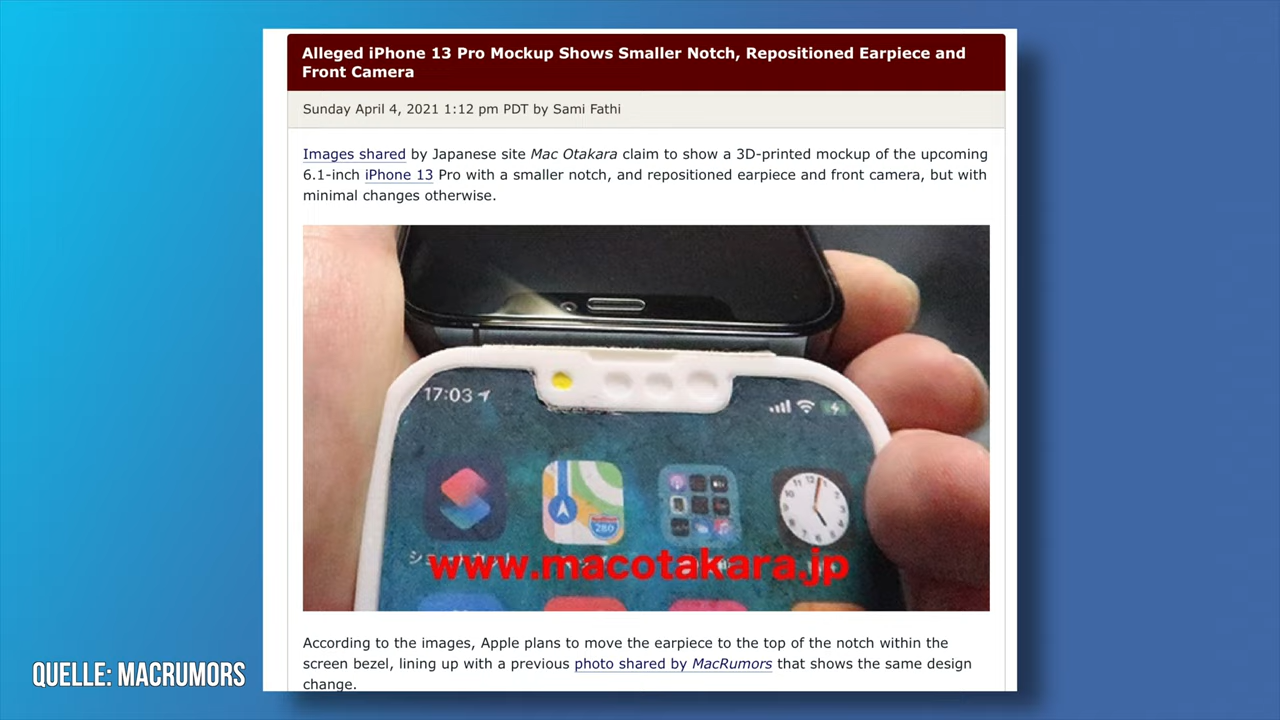 Alleged iPhone 13 Pro Mockup Shows Smaller Notch, Repositioned Earpiece and
Front Camera
Sunday April 4, 2021 1:12 pm PDT by Sami Fathi
Images shared by Japanese site Mac Otakara claim to show a 3D-printed mockup of the upcoming
6.1-inch iPhone 13 Pro with a smaller notch, and repositioned earpiece and front camera, but with
minimal changes otherwise.
17:03
12
280
www.macotakara.jp
According to the images, Apple plans to move the earpiece to the top of the notch within the
screen bezel, lining up with a previous photo shared by MacRumors that shows the same design
change.
QUELLE: MACRUMORS